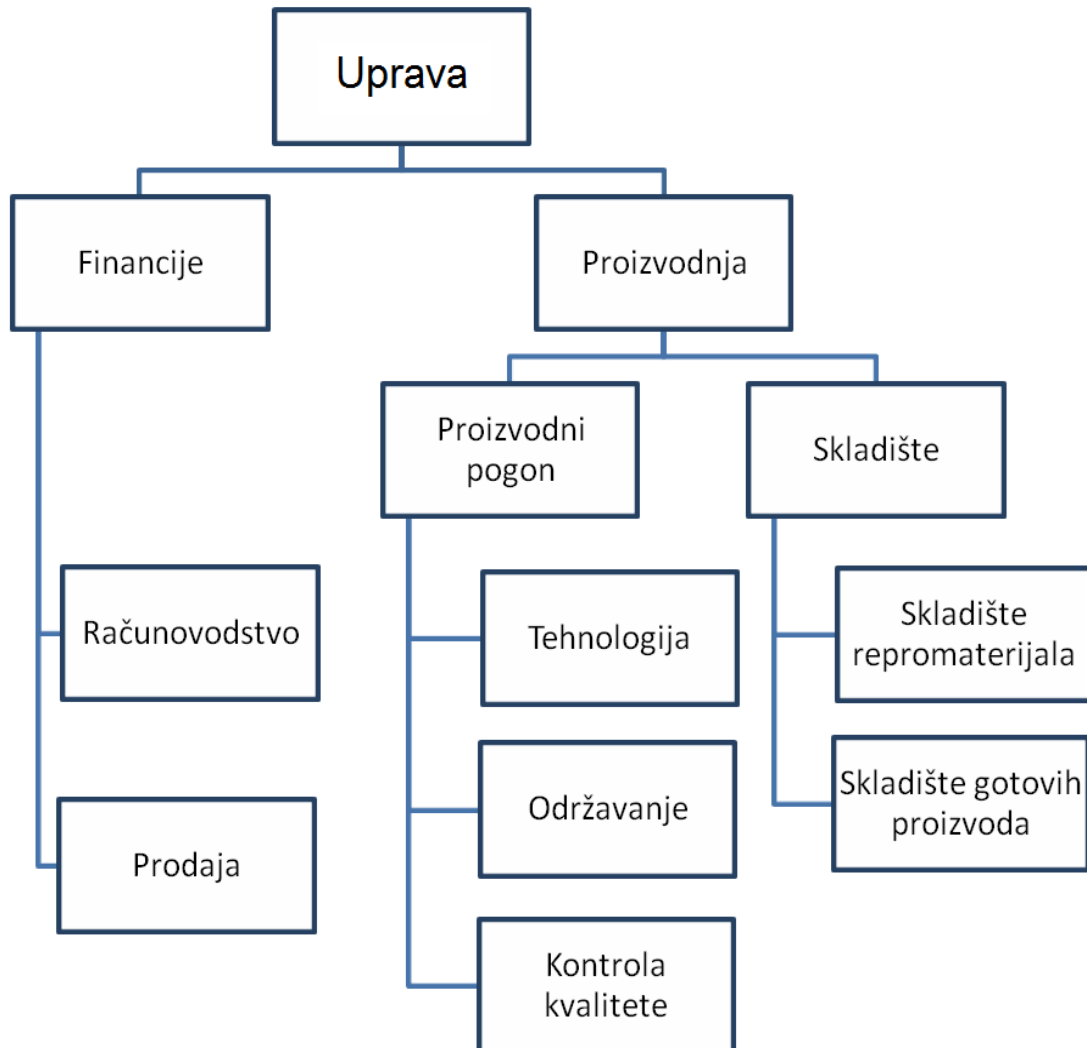 Uprava
Financije
Proizvodnja
Proizvodni
pogon
Skladište
Računovodstvo
Tehnologija
Skladište
repromaterijala
Prodaja
Održavanje
Skladište gotovih
proizvoda
Kontrola
kvalitete